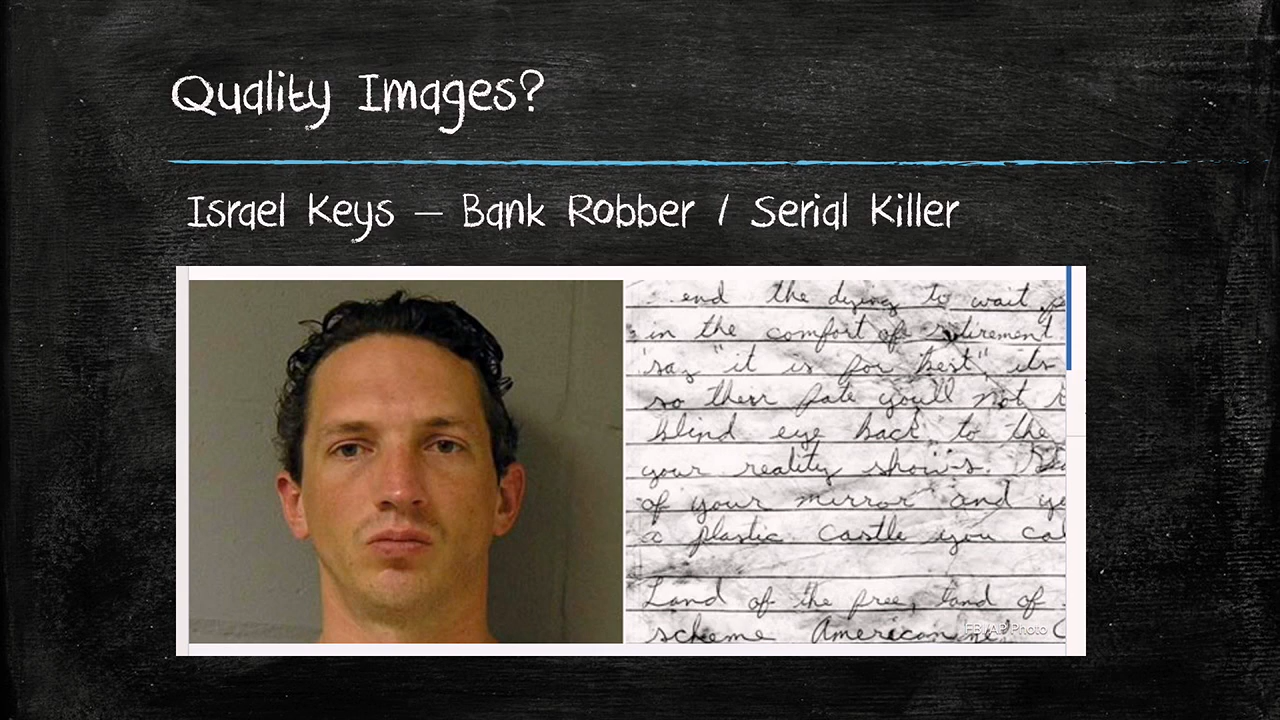 Quality Images?
Israel Keys – Bank Robber / Serial Killer
end the dying to wait
in the comfort of retirement
say "it is for best" its
so their fate you'll not
blind eye back to the
your reality shows.
of your mirror and
a plastic castle you
Land of the free, land of
scheme American
FBI/AP Photo